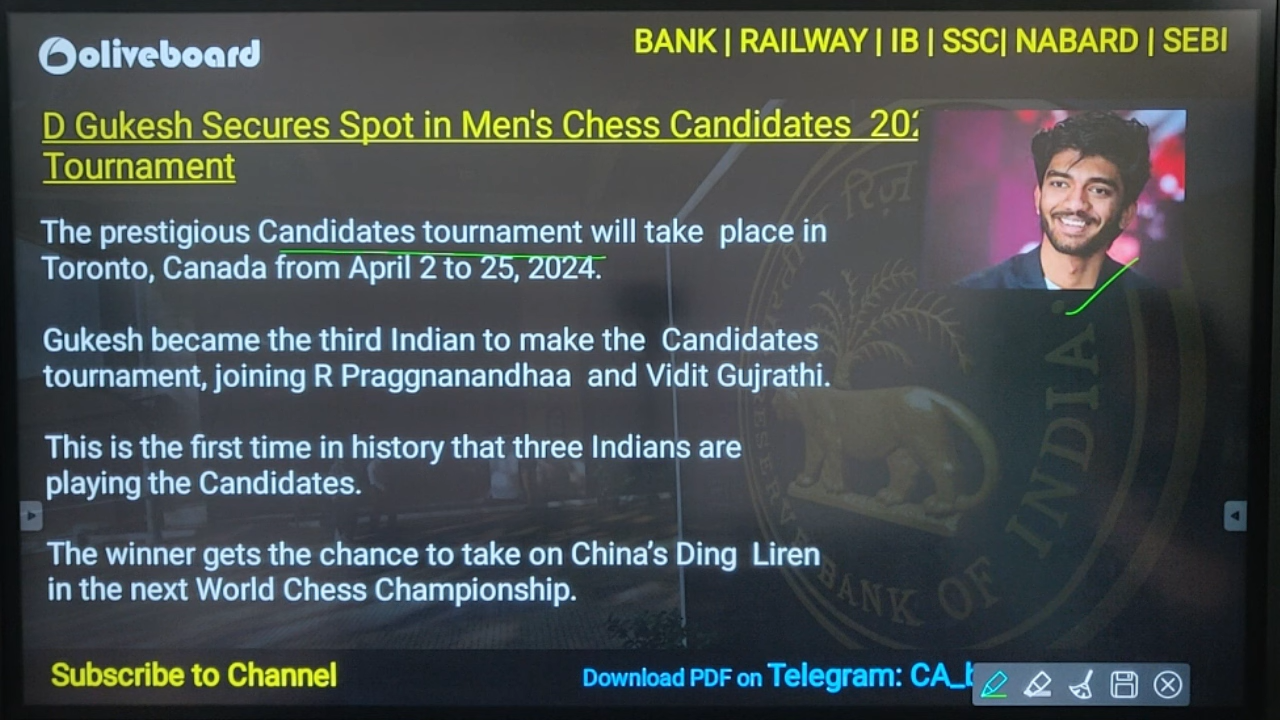 oliveboard
BANK | RAILWAY | IB | SSC| NABARD | SEBI
D Gukesh Secures Spot in Men's Chess Candidates
Tournament
The prestigious Candidates tournament will take place in
Toronto, Canada from April 2 to 25, 2024.
Gukesh became the third Indian to make the Candidates
tournament, joining R Praggnanandhaa and Vidit Gujrathi.
This is the first time in history that three Indians are
playing the Candidates.
The winner gets the chance to take on China’s Ding Liren
in the next World Chess Championship.
रिज़
BANK OF INDIA
Subscribe to Channel
Download PDF on Telegram: